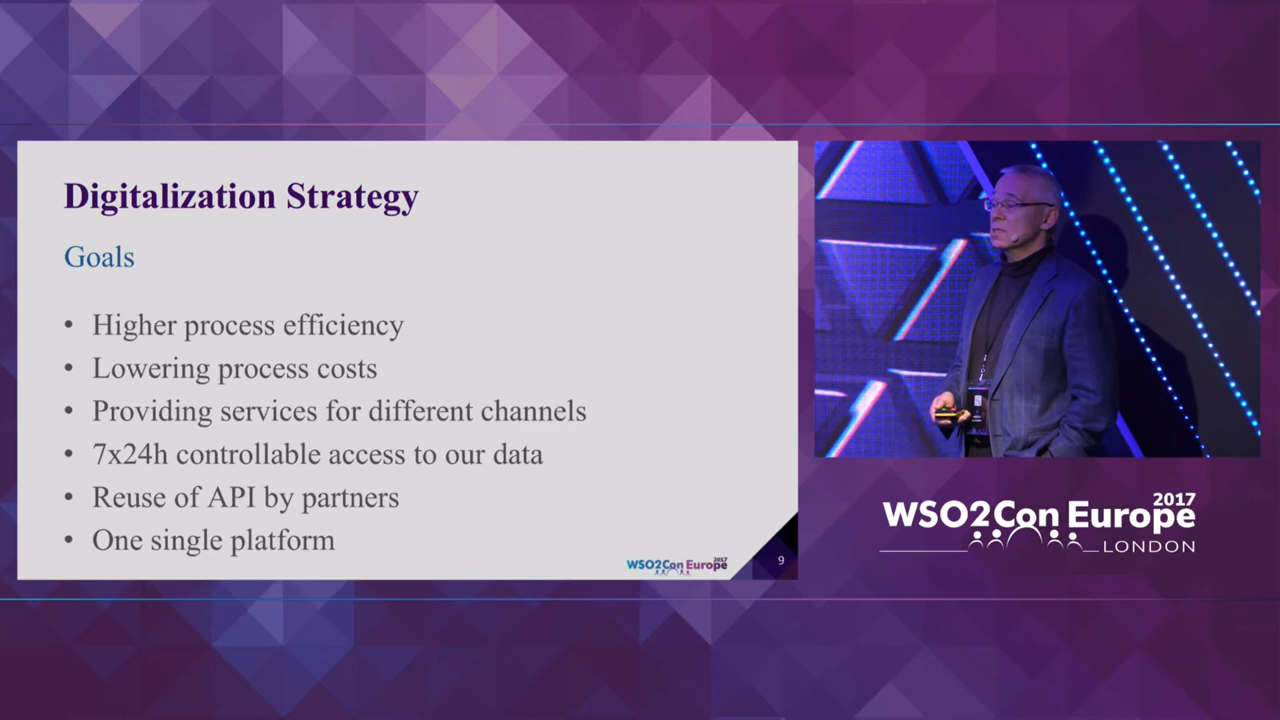 Digitalization Strategy
Goals
• Higher process efficiency
• Lowering process costs
• Providing services for different channels
• 7x24h controllable access to our data
• Reuse of API by partners
• One single platform
WSO2Con Europe 2017
9
WSO2Con Europe 2017
LONDON